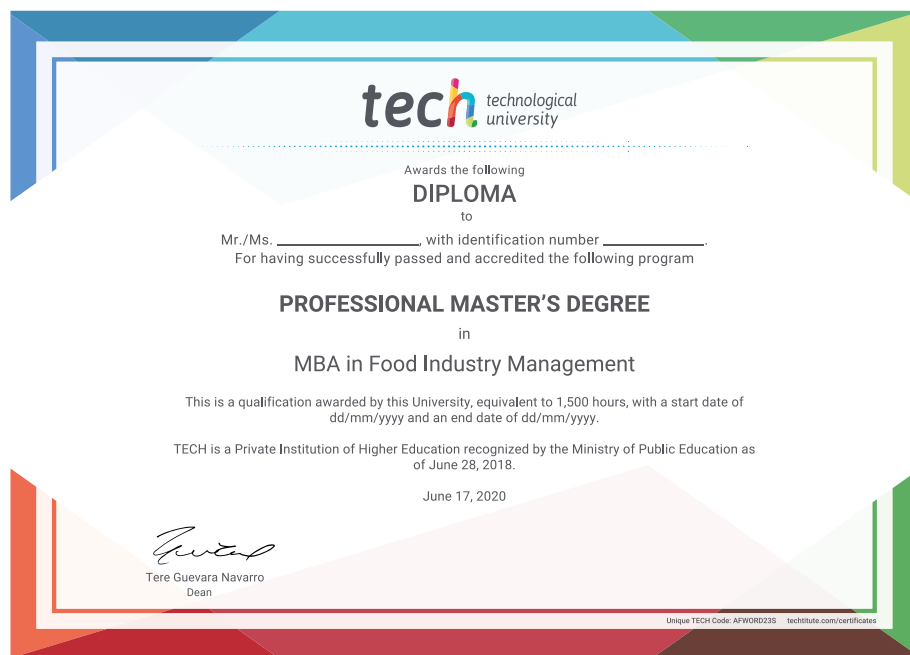 tech technological
university
Awards the following
DIPLOMA
to
Mr./Ms. ____________________, with identification number ______________.
For having successfully passed and accredited the following program
PROFESSIONAL MASTER'S DEGREE
in
MBA in Food Industry Management
This is a qualification awarded by this University, equivalent to 1,500 hours, with a start date of
dd/mm/yyyy and an end date of dd/mm/yyyy.
TECH is a Private Institution of Higher Education recognized by the Ministry of Public Education as
of June 28, 2018.
June 17, 2020
Tere Guevara Navarro
Dean
Unique TECH Code: AFWORD23S techtitute.com/certificates